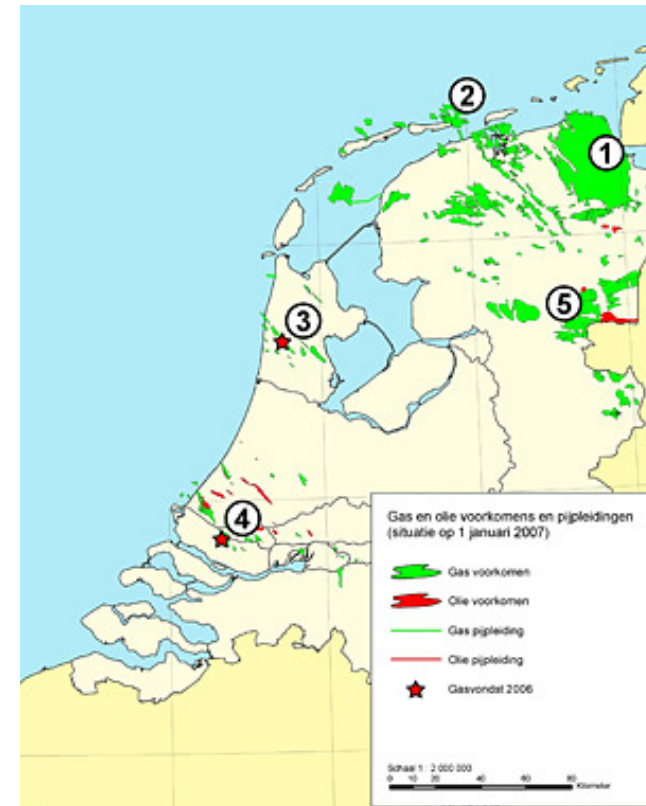 2
1
3
5
4
Gas en olie voorkomens en pijpleidingen
(situatie op 1 januari 2007)
Gas voorkomen
Olie voorkomen
Gas pijpleiding
Olie pijpleiding
Gasvondst 2006
Schaal 1 : 2 000 000
0 10 20 40 60 80
Kilometer